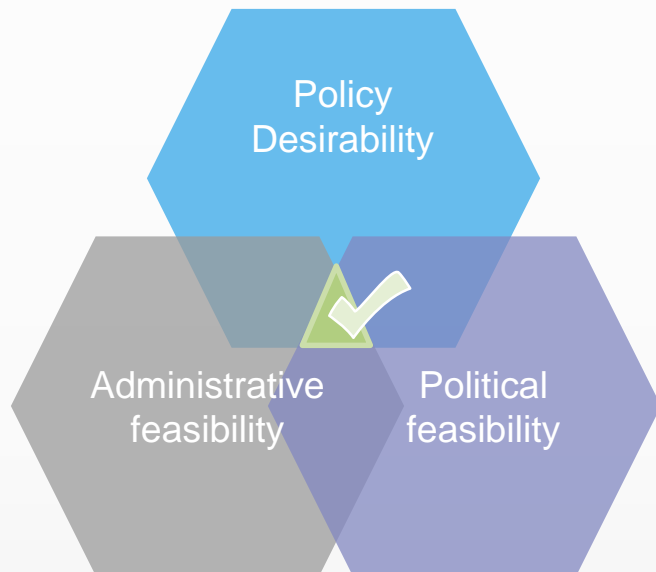 Policy
Desirability
Administrative
feasibility
Political
feasibility